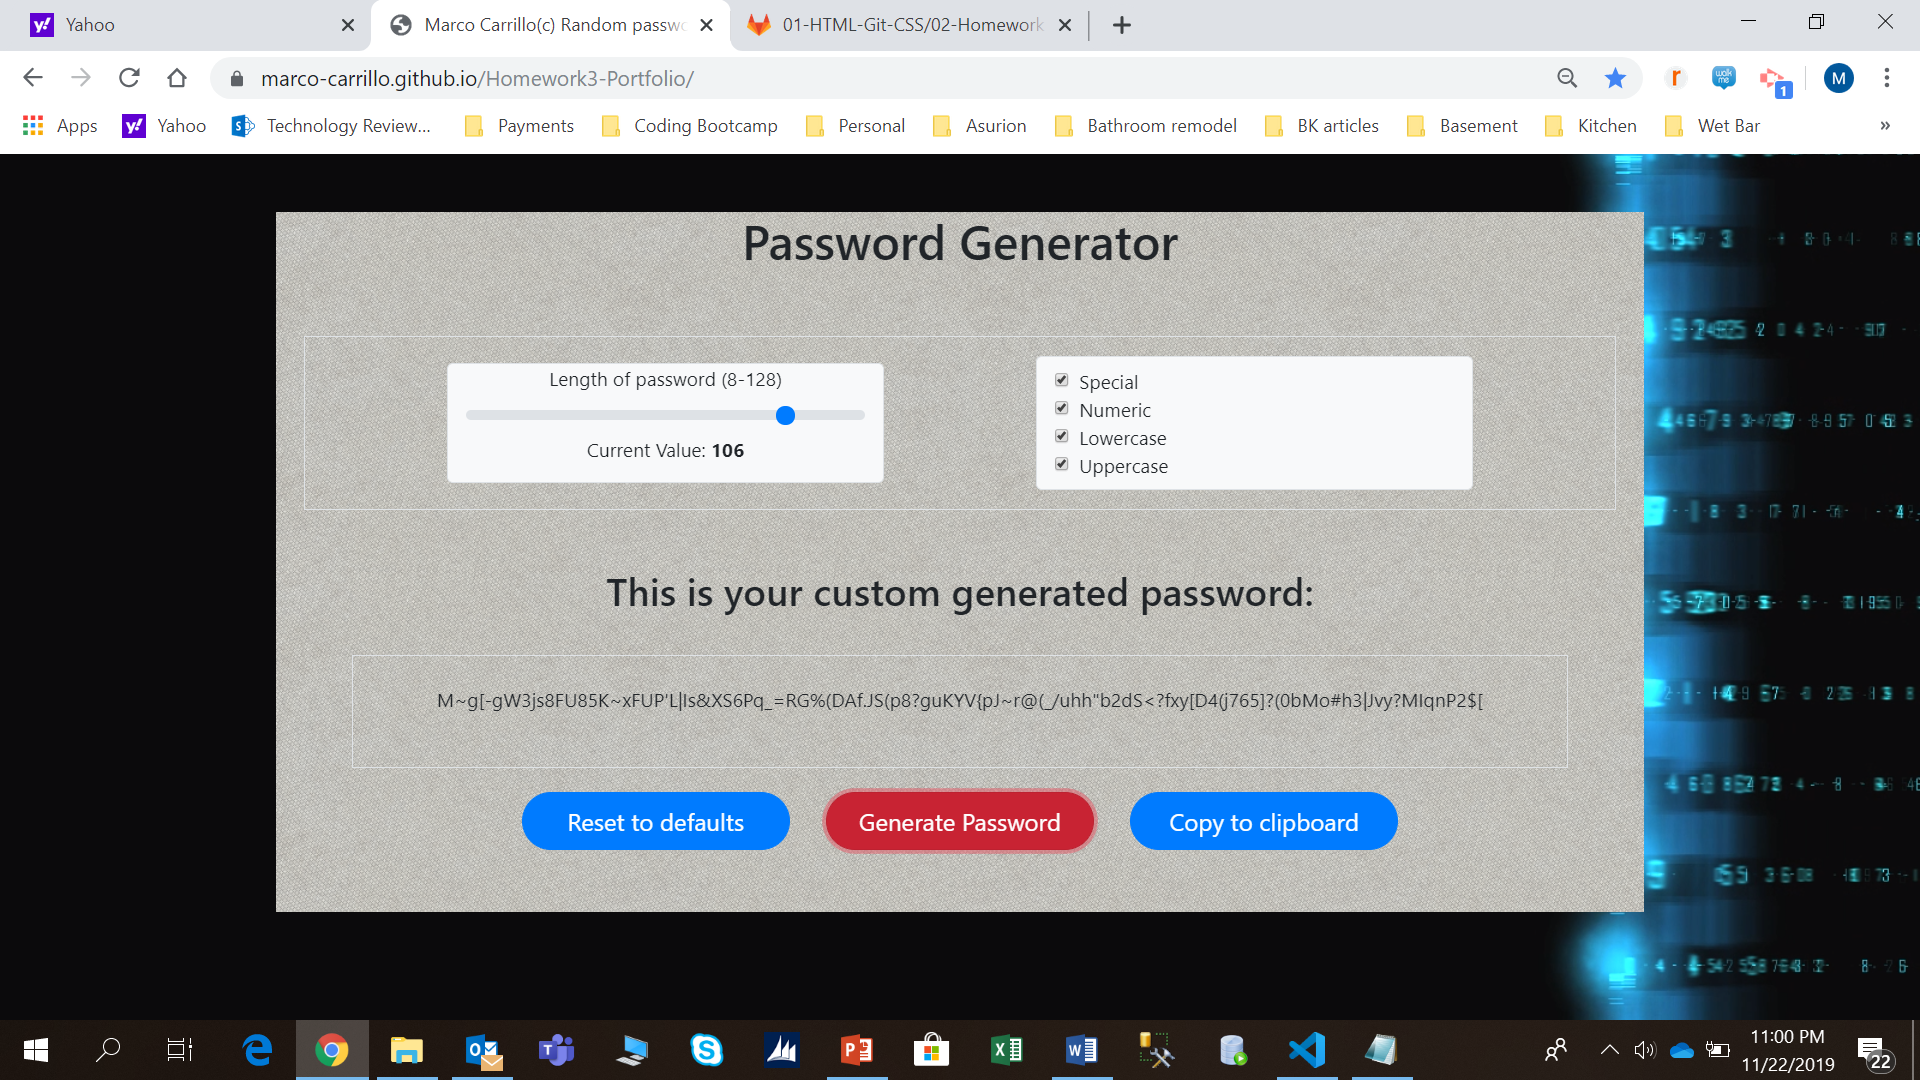 Yahoo
Marco Carrillo(c) Random passwo
01-HTML-Git-CSS/02-Homework
marco-carrillo.github.io/Homework3-Portfolio/
M
1
Apps
Yahoo
Technology Review...
Payments
Coding Bootcamp
Personal
Asurion
Bathroom remodel
BK articles
Basement
Kitchen
Wet Bar
»
Password Generator
Length of password (8-128)
Current Value: 106
Special
Numeric
Lowercase
Uppercase
This is your custom generated password:
M~g[-gW3js8FU85K~xFUP'L|Is&XS6Pq_=RG%(DAf.JS(p8?guKYV{pJ~r@(_/uhh"b2dS<?fxy[D4(j765]?(0bMo#h3|Jvy?MIqnP2$[
Reset to defaults
Generate Password
Copy to clipboard
11:00 PM
11/22/2019
22